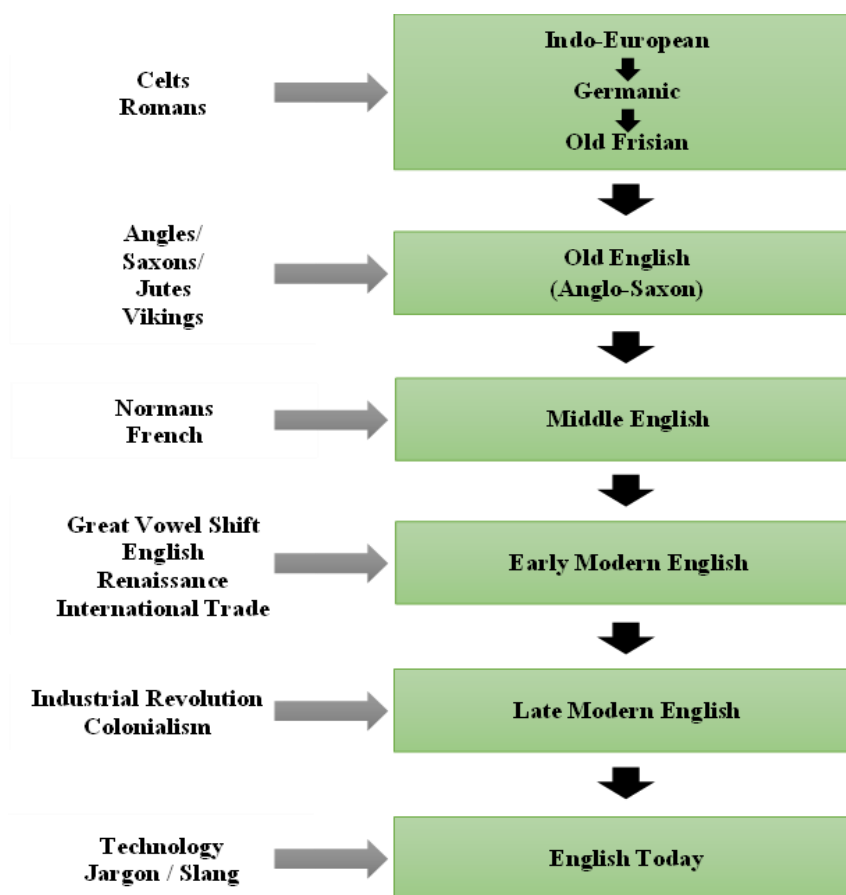 Celts
Romans
Indo-European
Germanic
Old Frisian
Angles/
Saxons/
Jutes
Vikings
Old English
(Anglo-Saxon)
Normans
French
Middle English
Great Vowel Shift
English
Renaissance
International Trade
Early Modern English
Industrial Revolution
Colonialism
Late Modern English
Technology
Jargon / Slang
English Today